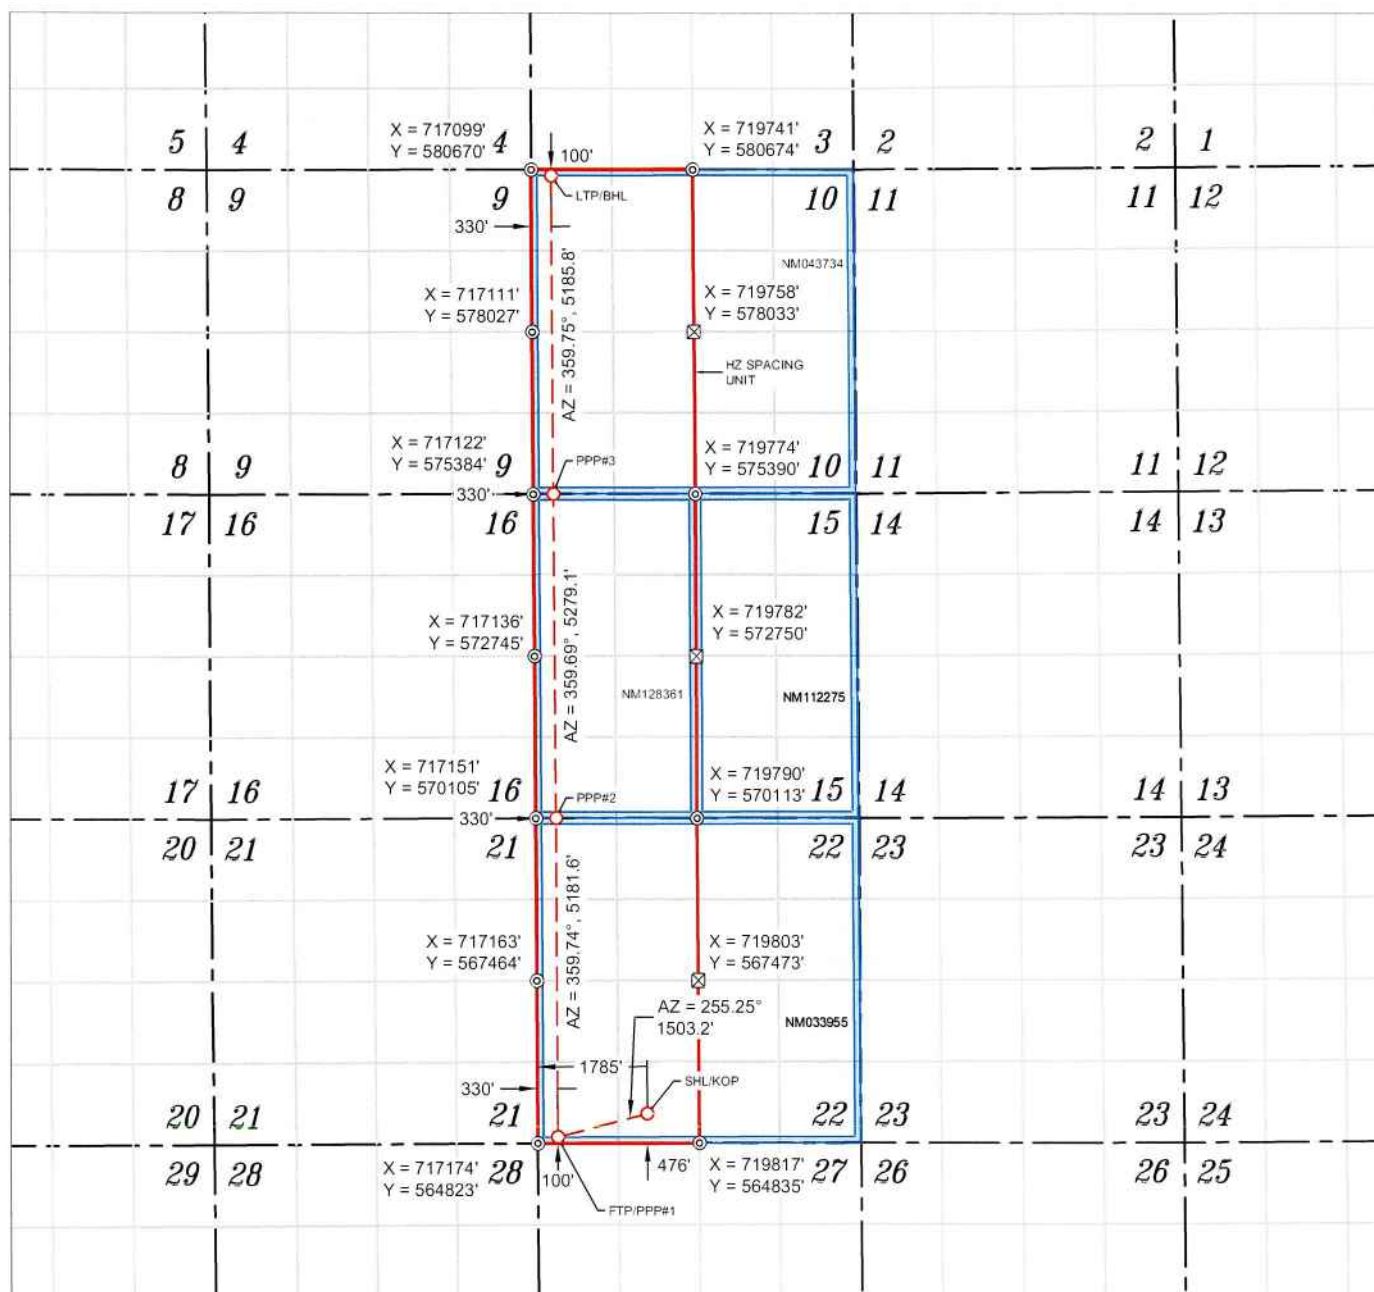 X = 717099'
Y = 580670'
X = 719741'
Y = 580674'
5 4
4
100'
3 2
2 1
8 9
9
LTP/BHL
10 11
11 12
330'
NM043734
AZ = 359.75°, 5185.8'
X = 717111'
Y = 578027'
X = 719758'
Y = 578033'
HZ SPACING
UNIT
X = 717122'
Y = 575384'
X = 719774'
Y = 575390'
8 9
9
PPP#3
10 11
11 12
330'
17 16
16
15 14
14 13
AZ = 359.69°, 5279.1'
X = 717136'
Y = 572745'
X = 719782'
Y = 572750'
NM128361
NM112275
X = 717151'
Y = 570105'
X = 719790'
Y = 570113'
17 16
16
PPP#2
15 14
14 13
330'
20 21
21
22 23
23 24
AZ = 359.74°, 5181.6'
X = 717163'
Y = 567464'
X = 719803'
Y = 567473'
AZ = 255.25°
1503.2'
NM033955
1785'
SHL/KOP
330'
20 21
21
22 23
23 24
29 28
X = 717174'
Y = 564823'
28
100'
476'
X = 719817'
Y = 564835'
27 26
26 25
FTP/PPP#1